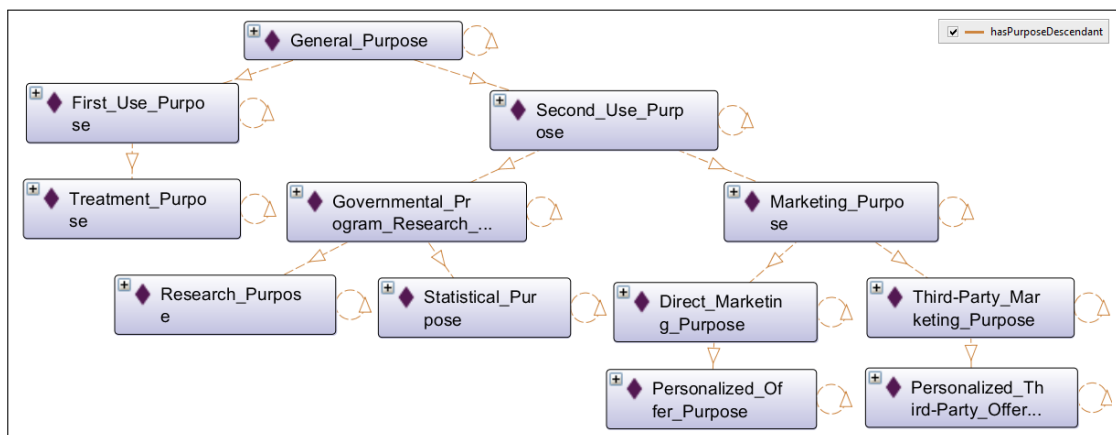 General_Purpose
hasPurposeDescendant
First_Use_Purpo
se
Second_Use_Purp
ose
Treatment_Purpo
se
Governmental_Pr
ogram_Research_...
Marketing_Purpo
se
Research_Purpos
e
Statistical_Pur
pose
Direct_Marketin
g_Purpose
Third-Party_Mar
keting_Purpose
Personalized_Of
fer_Purpose
Personalized_Th
ird-Party_Offer...